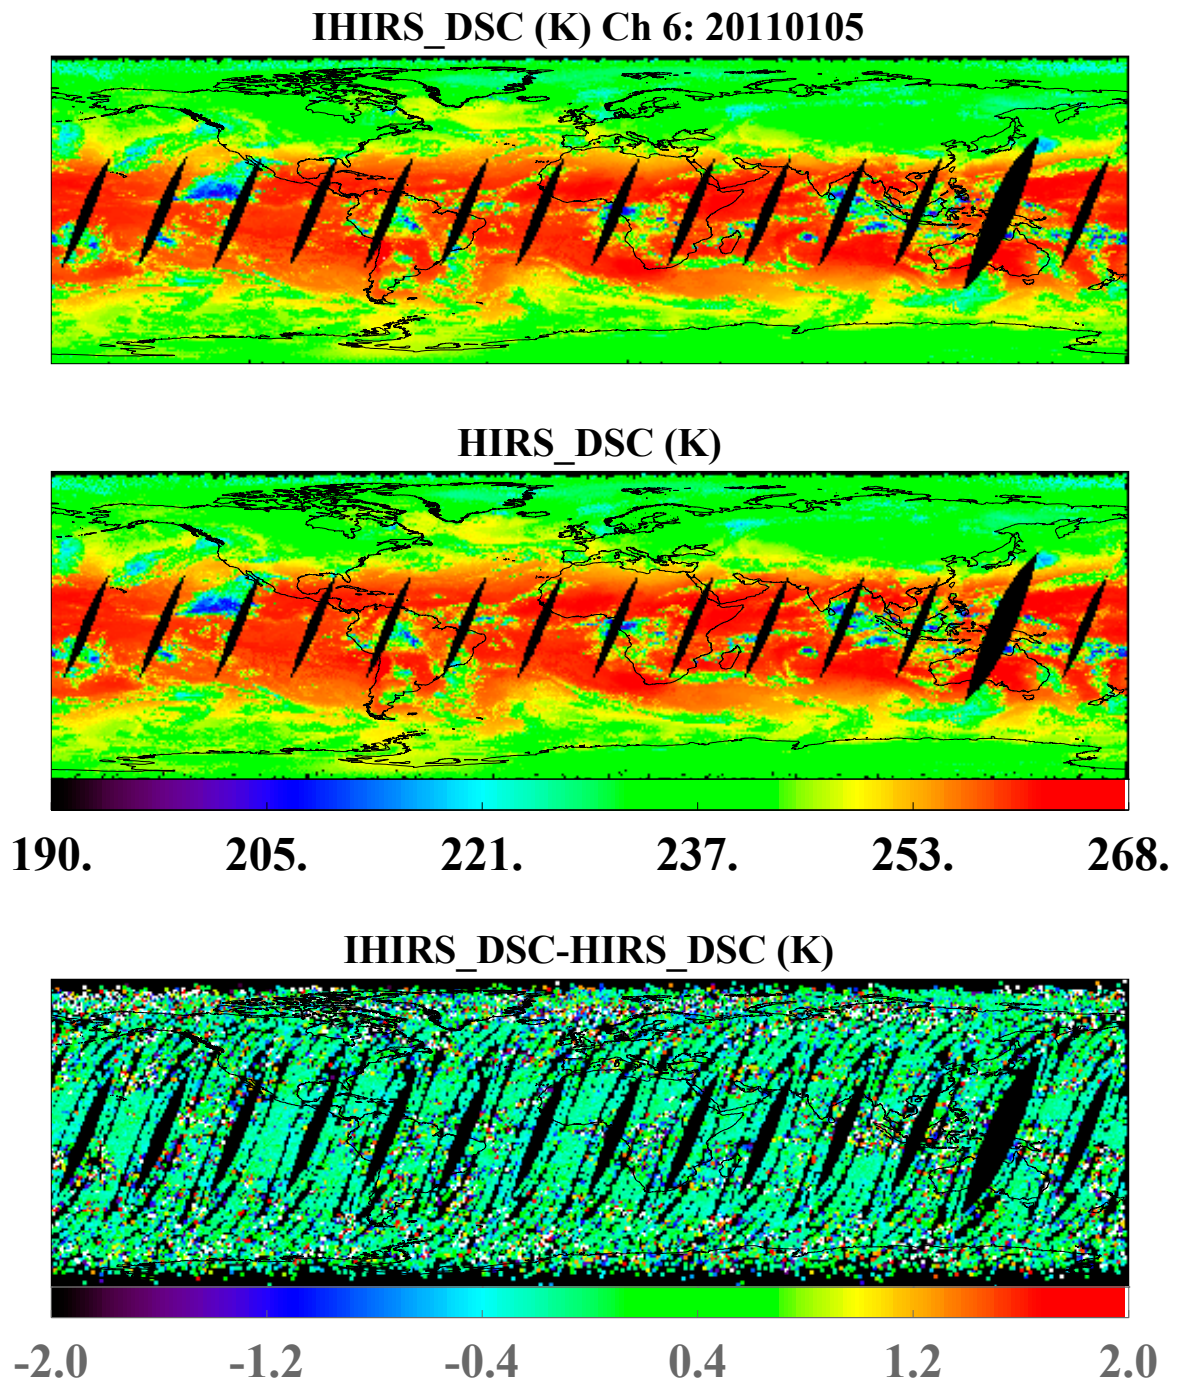 IHIRS_DSC (K) Ch 6: 20110105
HIRS_DSC (K)
190. 205. 221. 237. 253. 268.
IHIRS_DSC-HIRS_DSC (K)
-2.0 -1.2 -0.4 0.4 1.2 2.0